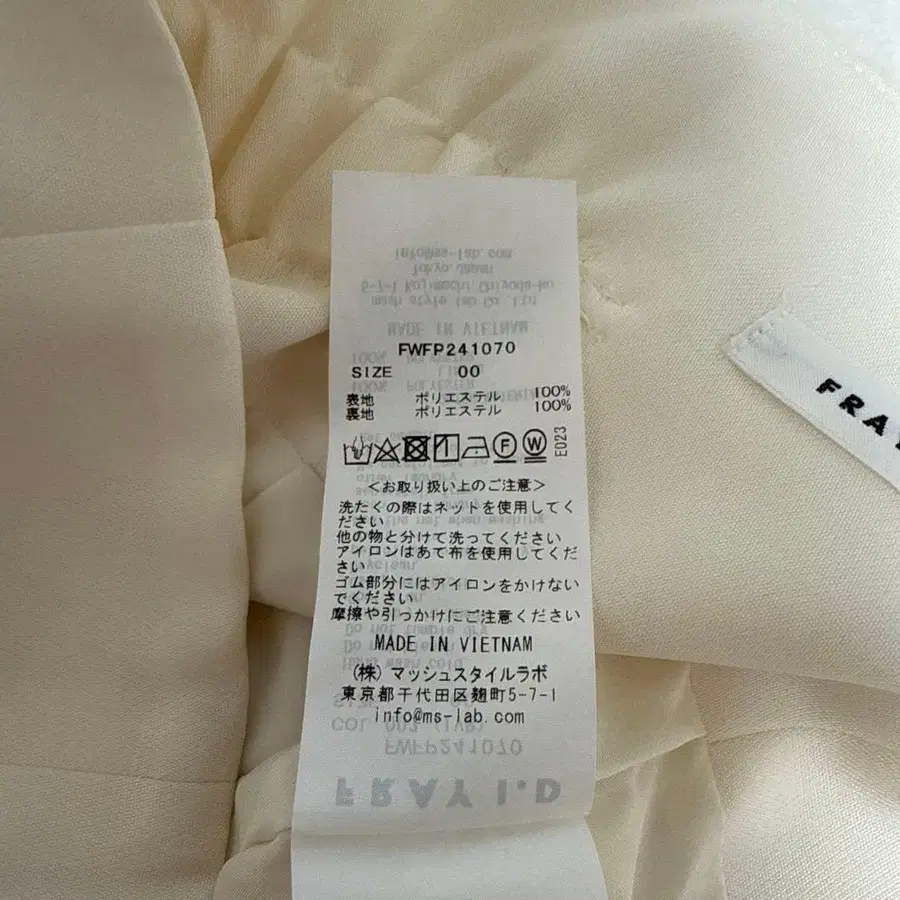 FWFP241070
SIZE 00
表地 ポリエステル 100%
裏地 ポリエステル 100%
E023
＜お取り扱い上のご注意＞
洗たくの際はネットを使用してく
ださい
他の物と分けて洗ってください
アイロンはあて布を使用してくだ
さい
ゴム部分にはアイロンをかけない
でください
摩擦や引っかけにご注意ください
MADE IN VIETNAM
(株) マッシュスタイルラボ
東京都千代田区麹町5-7-1
info@ms-lab.com
FWFP241070
FRAY I.D
FRAY